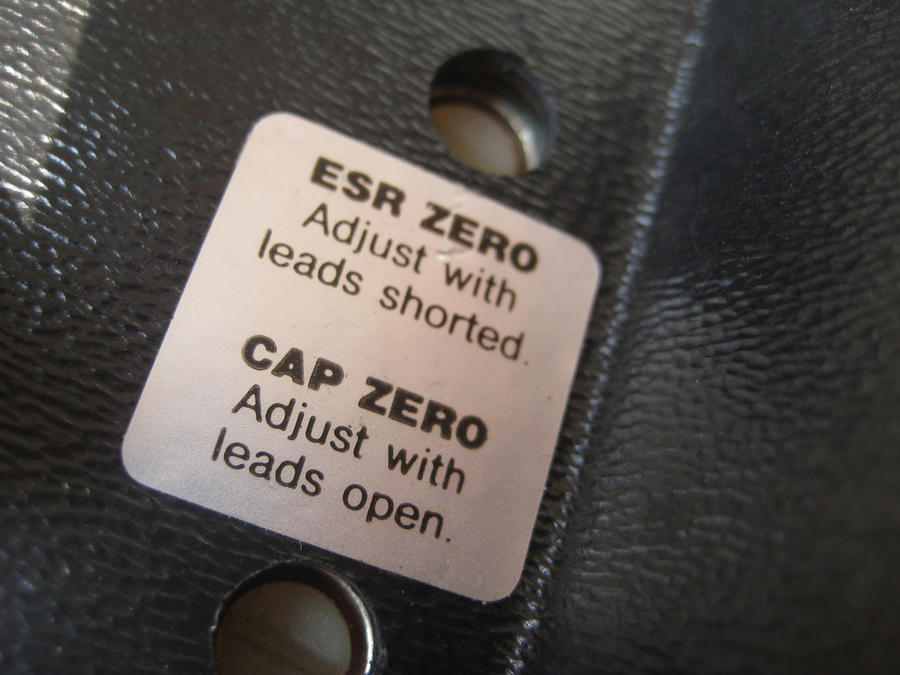 ESR ZERO
Adjust with
leads shorted.
CAP ZERO
Adjust with
leads open.